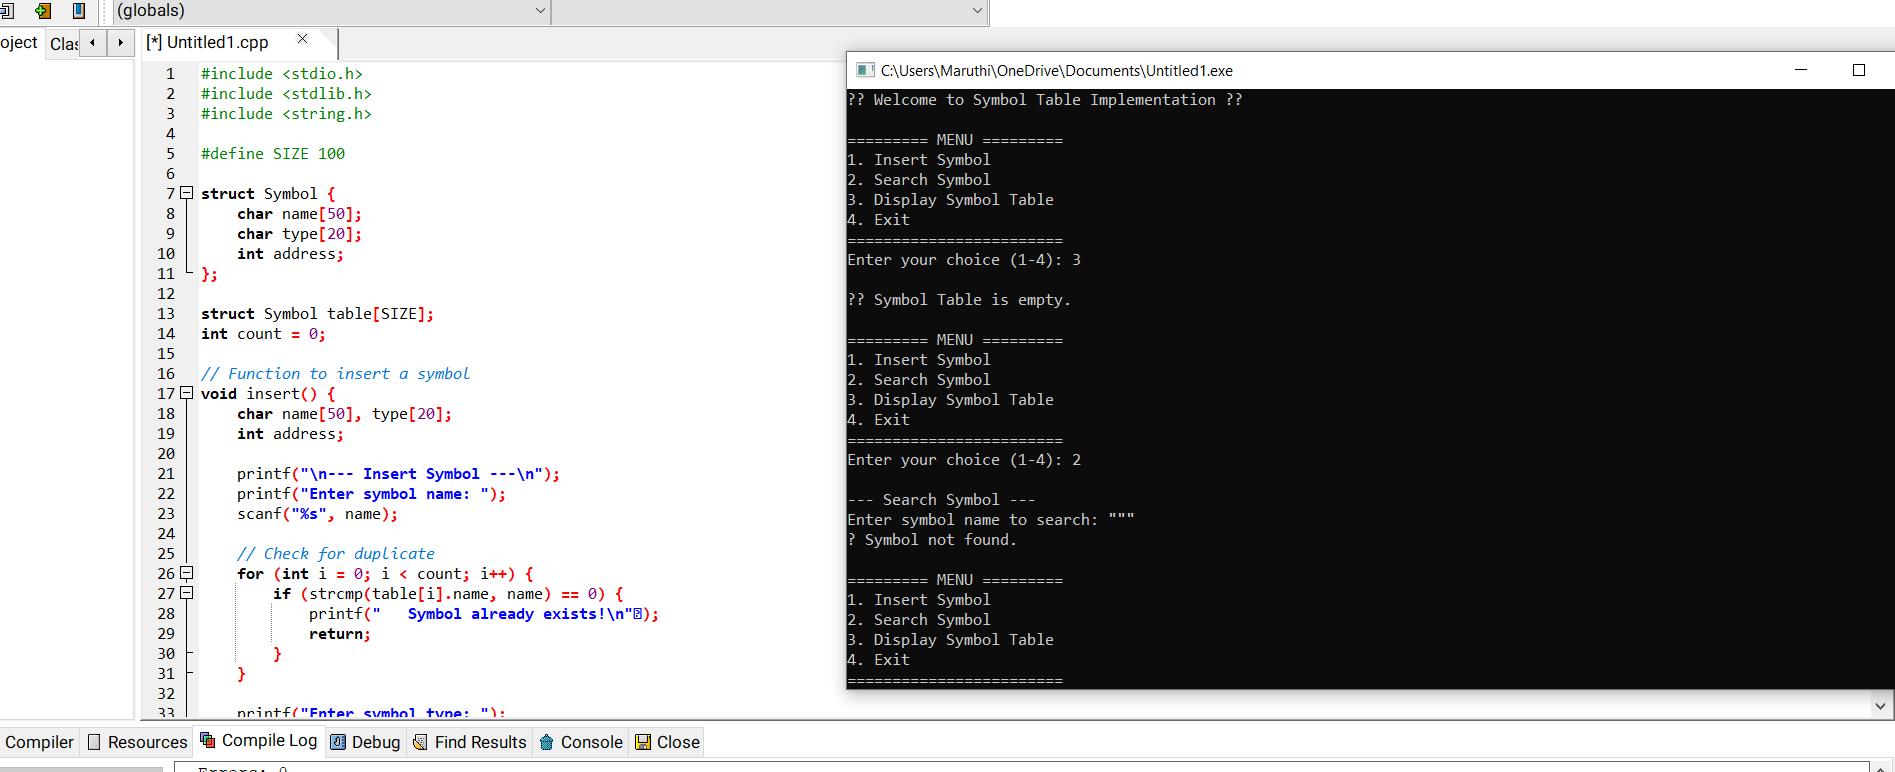 (globals)
oject Clas
[*] Untitled1.cpp
1 #include <stdio.h>
2 #include <stdlib.h>
3 #include <string.h>
4
5 #define SIZE 100
6
7 struct Symbol {
8 char name[50];
9 char type[20];
10 int address;
11 };
12
13 struct Symbol table[SIZE];
14 int count = 0;
15
16 // Function to insert a symbol
17 void insert() {
18 char name[50], type[20];
19 int address;
20
21 printf("\n--- Insert Symbol ---\n");
22 printf("Enter symbol name: ");
23 scanf("%s", name);
24
25 // Check for duplicate
26 for (int i = 0; i < count; i++) {
27 if (strcmp(table[i].name, name) == 0) {
28 printf("   Symbol already exists!\n");
29 return;
30 }
31 }
32
33 printf("Enter symbol type: ");
C:\Users\Maruthi\OneDrive\Documents\Untitled1.exe
?? Welcome to Symbol Table Implementation ??
========= MENU =========
1. Insert Symbol
2. Search Symbol
3. Display Symbol Table
4. Exit
========================
Enter your choice (1-4): 3
?? Symbol Table is empty.
========= MENU =========
1. Insert Symbol
2. Search Symbol
3. Display Symbol Table
4. Exit
========================
Enter your choice (1-4): 2
--- Search Symbol ---
Enter symbol name to search: """
? Symbol not found.
========= MENU =========
1. Insert Symbol
2. Search Symbol
3. Display Symbol Table
4. Exit
========================
Compiler Resources Compile Log Debug Find Results Console Close
Errors: 0